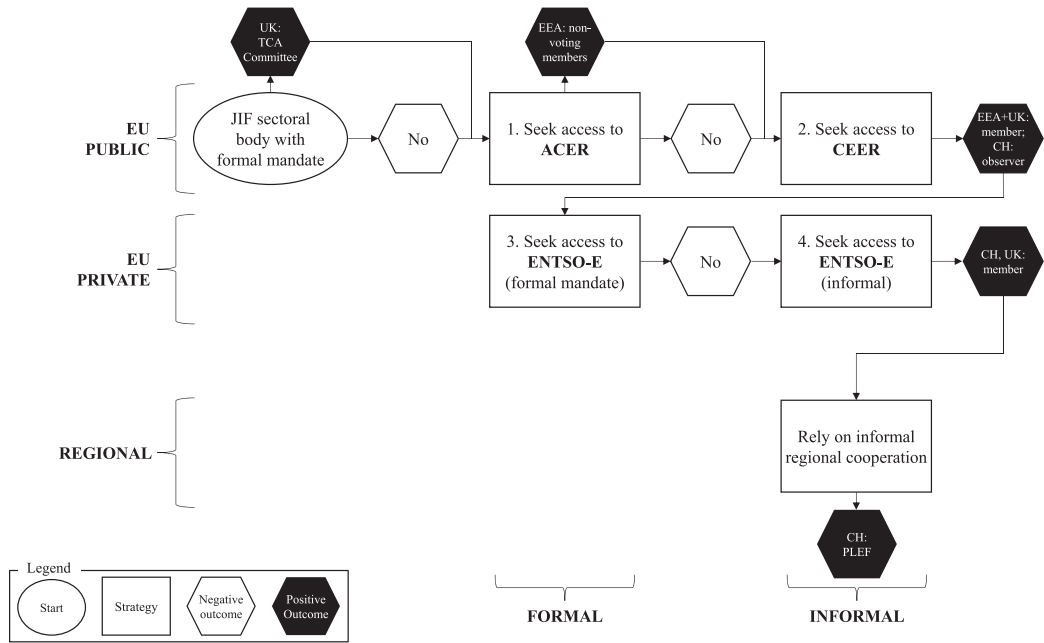 UK:
TCA
Committee
EEA: non-
voting
members
EU
PUBLIC
JIF sectoral
body with
formal mandate
No
1. Seek access to
ACER
No
2. Seek access to
CEER
EEA+UK:
member;
CH:
observer
EU
PRIVATE
3. Seek access to
ENTSO-E
(formal mandate)
No
4. Seek access to
ENTSO-E
(informal)
CH, UK:
member
REGIONAL
Rely on informal
regional cooperation
CH:
PLEF
Legend
Start
Strategy
Negative
outcome
Positive
Outcome
FORMAL
INFORMAL